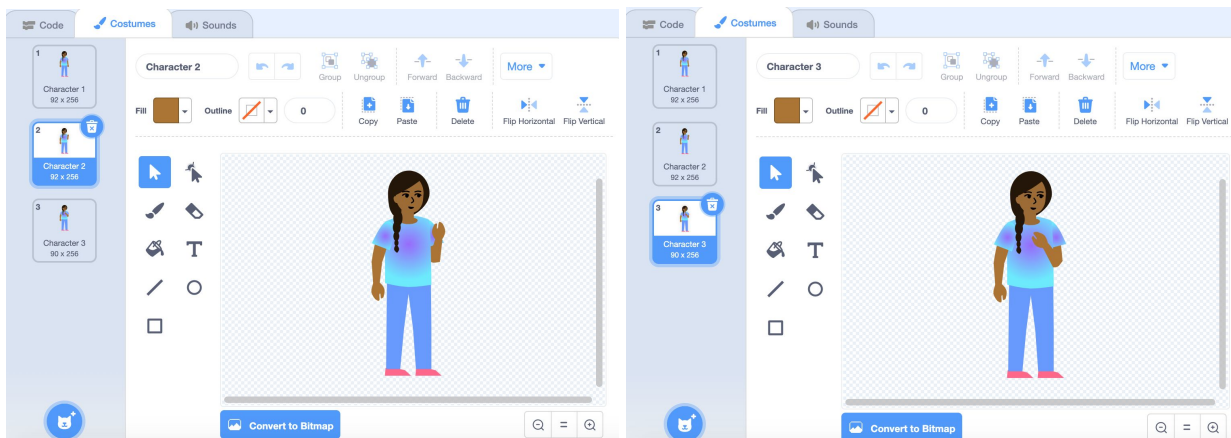 Code Costumes Sounds
1
Character 1
92 x 256
2
Character 2
92 x 256
3
Character 3
90 x 256
Character 2
Group Ungroup Forward Backward More
Fill Outline 0 Copy Paste Delete Flip Horizontal Flip Vertical
T
Convert to Bitmap
=
Code Costumes Sounds
1
Character 1
92 x 256
2
Character 2
92 x 256
3
Character 3
90 x 256
Character 3
Group Ungroup Forward Backward More
Fill Outline 0 Copy Paste Delete Flip Horizontal Flip Vertical
T
Convert to Bitmap
=